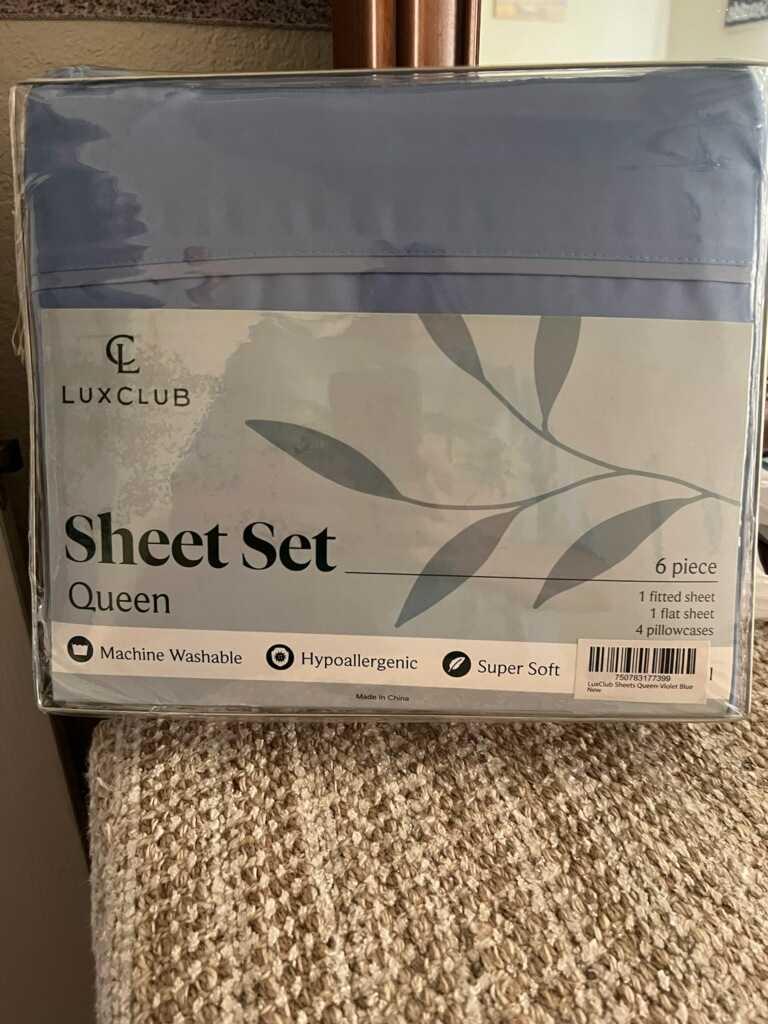 CL
LUXCLUB
Sheet Set
Queen
6 piece
1 fitted sheet
1 flat sheet
4 pillowcases
Machine Washable
Hypoallergenic
Super Soft
750783177399
LuxClub Sheets Queen-Violet Blue
New
Made in China